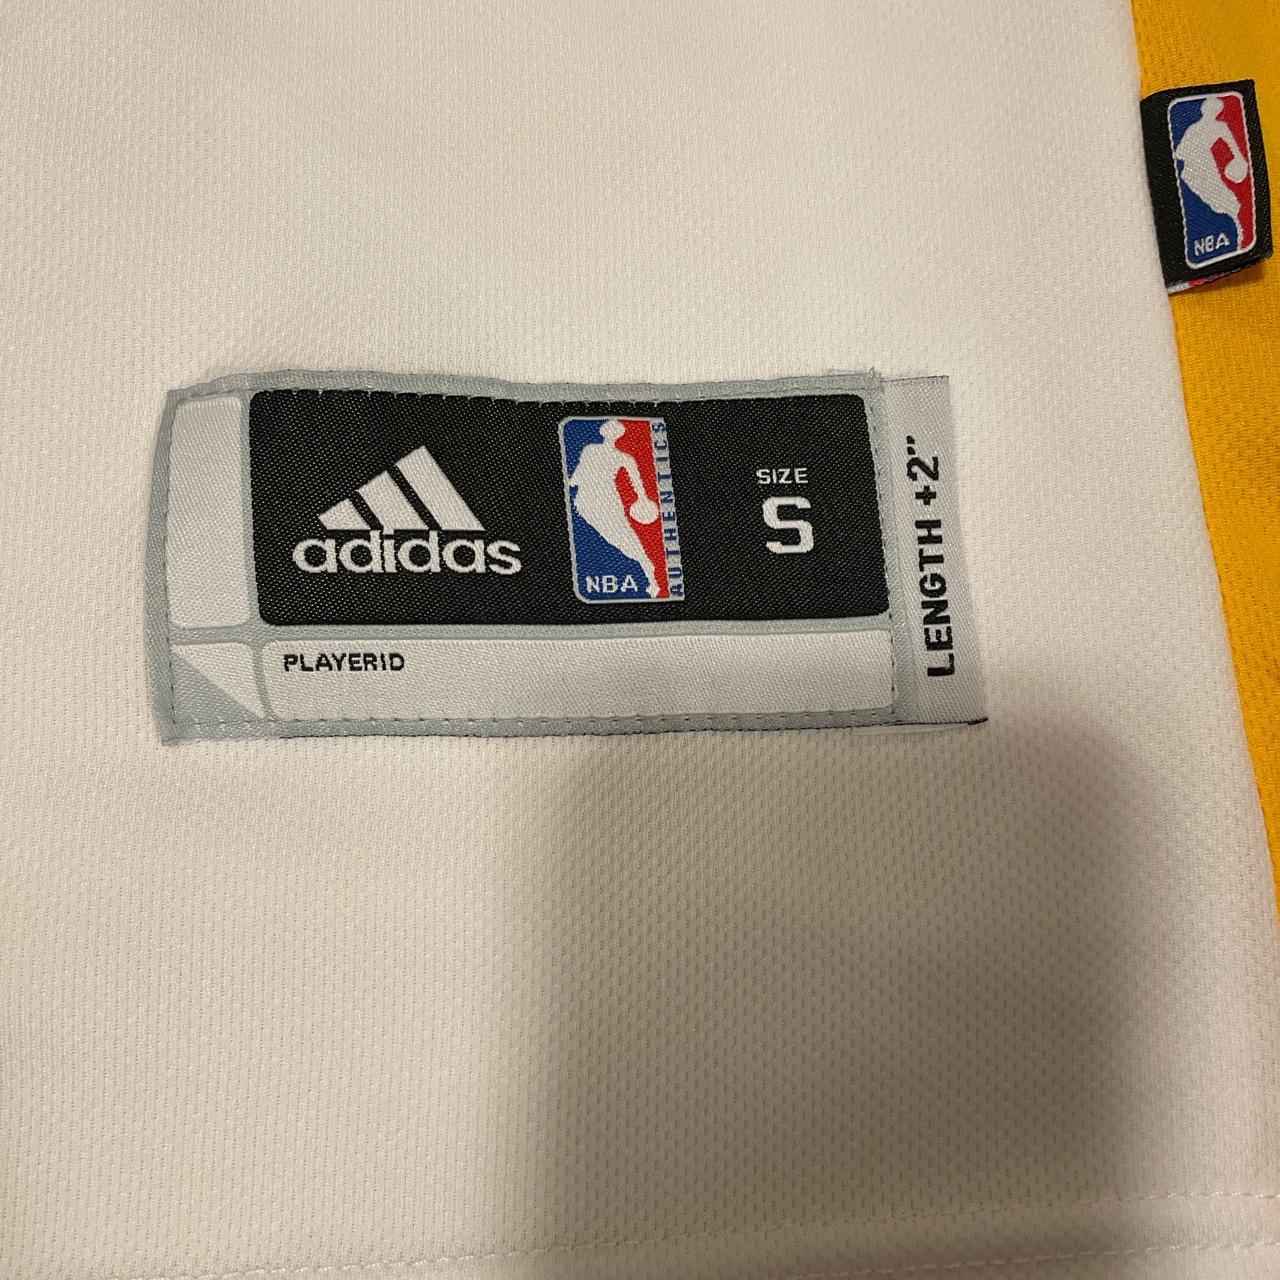 NBA
adidas
NBA
AUTHENTICS
SIZE
S
LENGTH +2"
PLAYERID